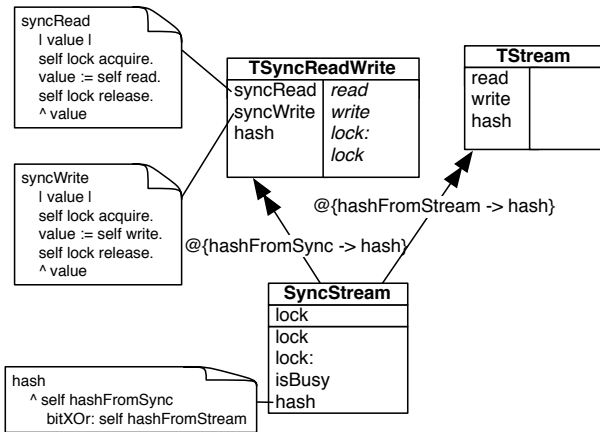 syncRead
| value |
self lock acquire.
value := self read.
self lock release.
^ value
syncWrite
| value |
self lock acquire.
value := self write.
self lock release.
^ value
TSyncReadWrite
syncRead
syncWrite
hash
read
write
lock:
lock
TStream
read
write
hash
@{hashFromSync -> hash}
@{hashFromStream -> hash}
SyncStream
lock
lock
lock:
isBusy
hash
hash
^ self hashFromSync
bitXOr: self hashFromStream